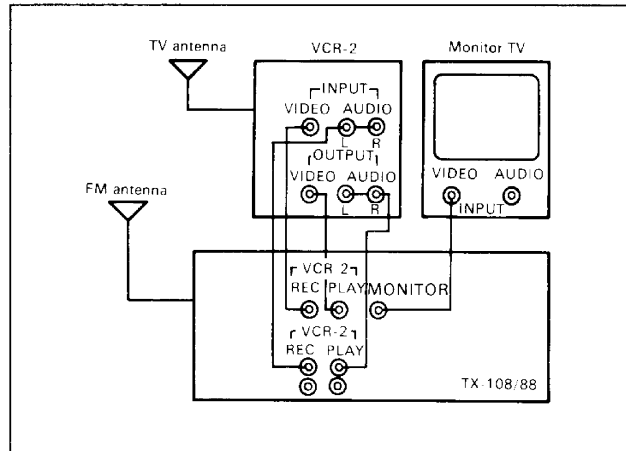 TV antenna
VCR-2
Monitor TV
INPUT
VIDEO AUDIO
L R
OUTPUT
VIDEO AUDIO
L R
VIDEO AUDIO
INPUT
FM antenna
VCR 2
REC PLAY MONITOR
VCR-2
REC PLAY
TX-108/88